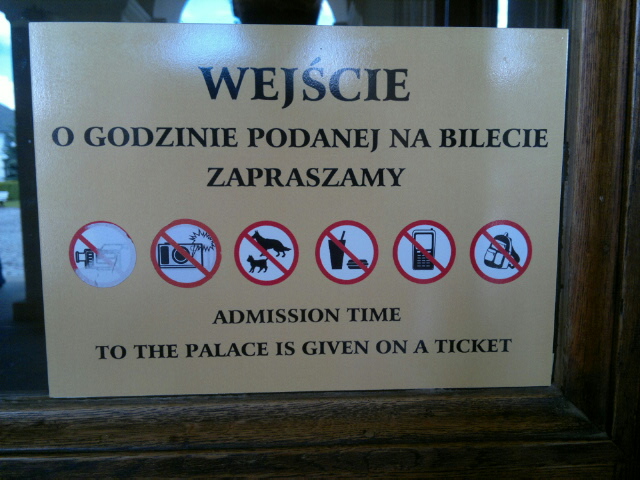 WEJŚCIE
O GODZINIE PODANEJ NA BILECIE
ZAPRASZAMY
ADMISSION TIME
TO THE PALACE IS GIVEN ON A TICKET